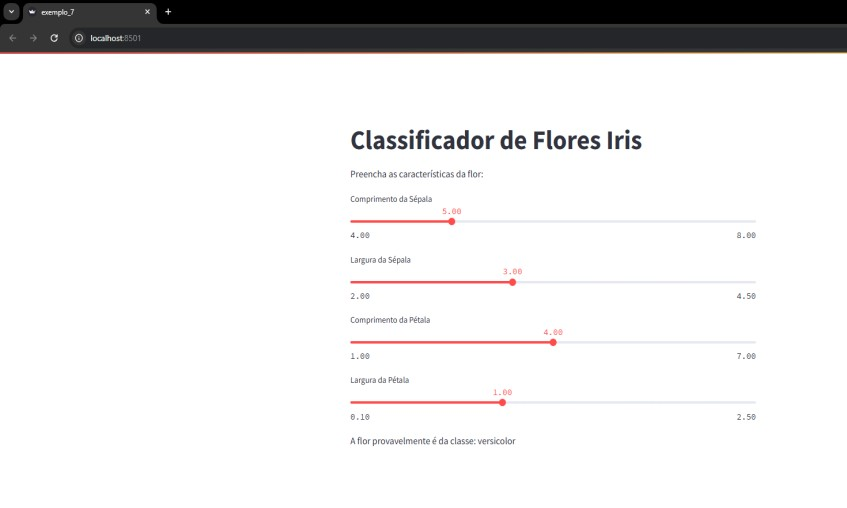 exemplo_7
localhost:8501
Classificador de Flores Iris
Preencha as características da flor:
Comprimento da Sépala
5.00
4.00 8.00
Largura da Sépala
3.00
2.00 4.50
Comprimento da Pétala
4.00
1.00 7.00
Largura da Pétala
1.00
0.10 2.50
A flor provavelmente é da classe: versicolor